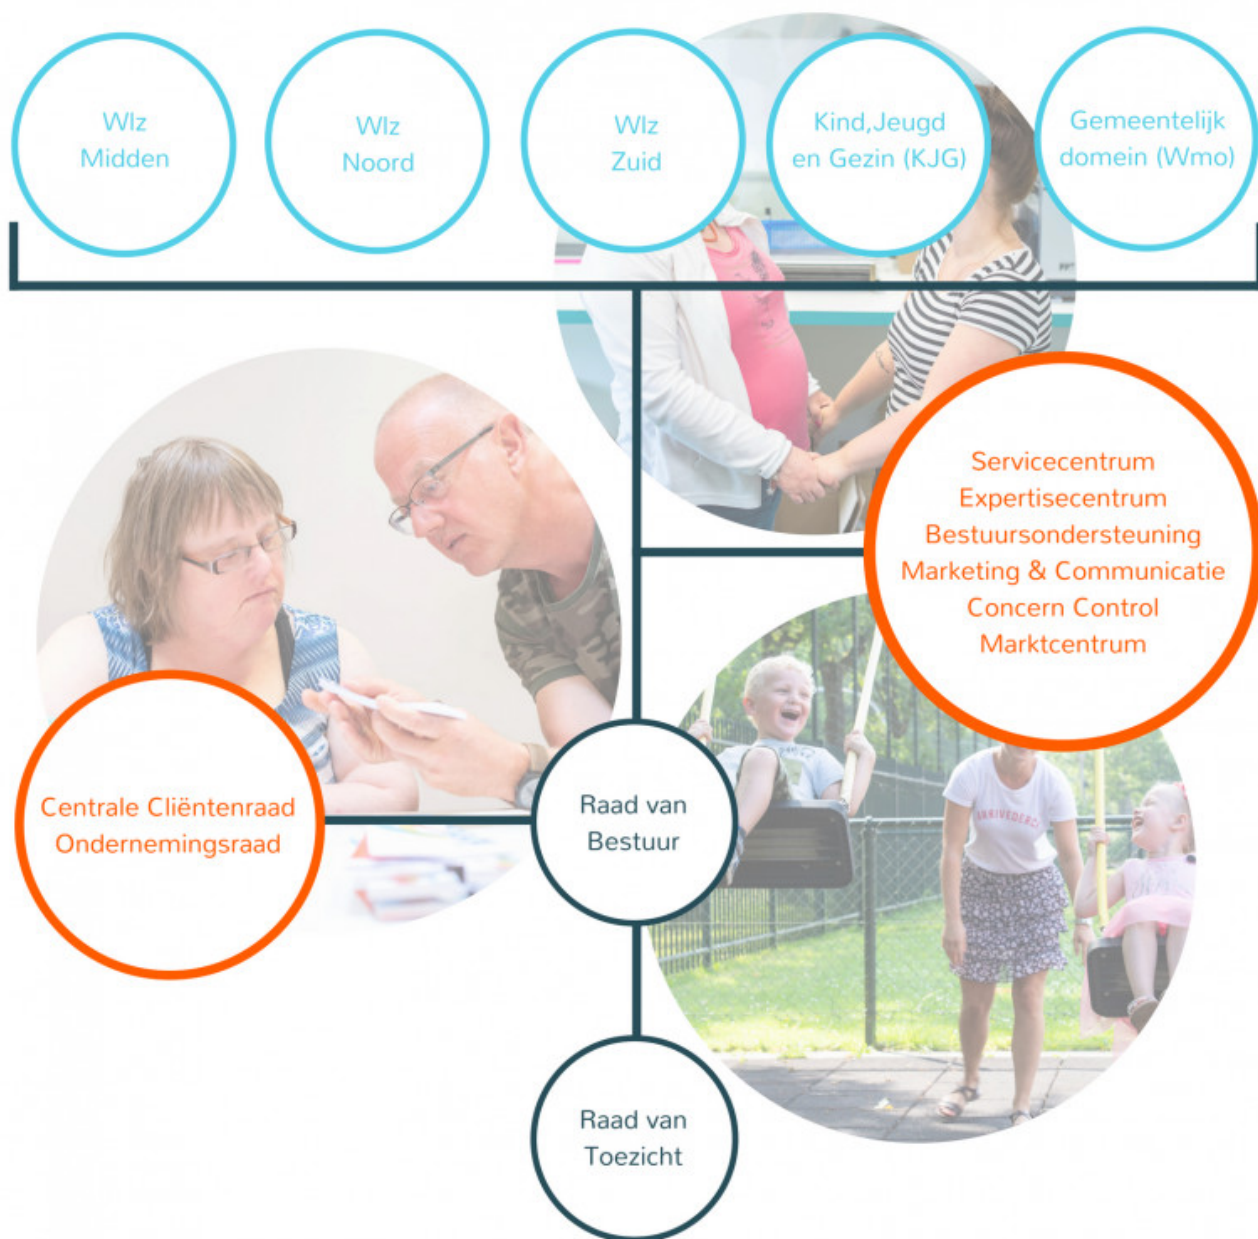 Wlz
Midden
Wlz
Noord
Wlz
Zuid
Kind,Jeugd
en Gezin (KJG)
Gemeentelijk
domein (Wmo)
Servicecentrum
Expertisecentrum
Bestuursondersteuning
Marketing & Communicatie
Concern Control
Marktcentrum
Centrale Cliëntenraad
Ondernemingsraad
Raad van
Bestuur
Raad van
Toezicht